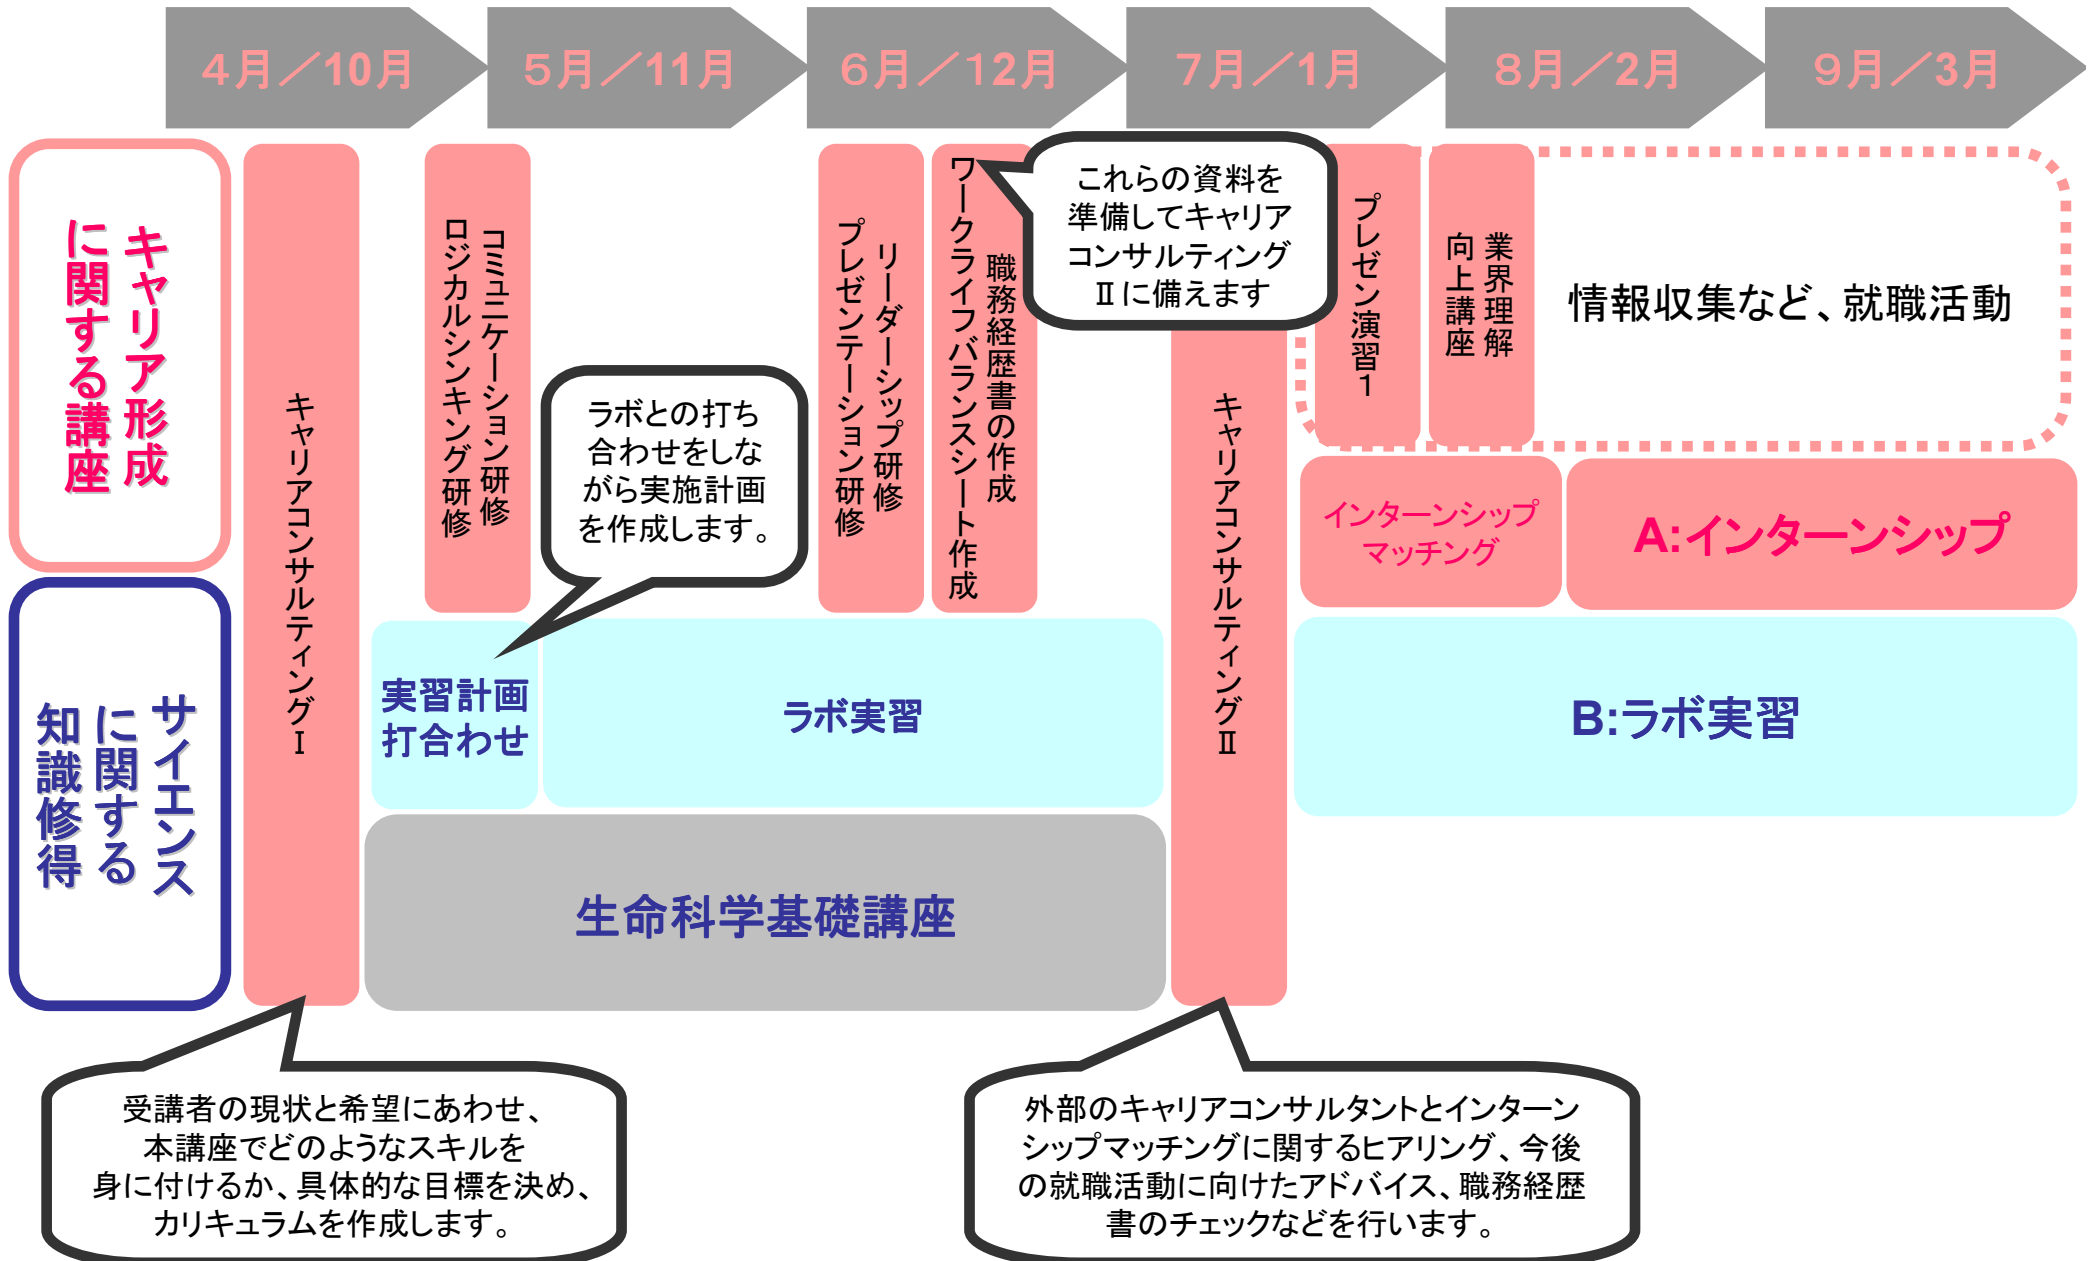 ４月／10月
５月／11月
６月／１2月
７月／1月
８月／2月
９月／3月
キャリア形成
に関する講座
サイエンス
に関する
知識修得
キャリアコンサルティングⅠ
コミュニケーション研修
ロジカルシンキング研修
ラボとの打ち
合わせをしな
がら実施計画
を作成します。
リーダーシップ研修
プレゼンテーション研修
職務経歴書の作成
ワークライフバランスシート作成
これらの資料を
準備してキャリア
コンサルティング
Ⅱに備えます
キャリアコンサルティングⅡ
プレゼン演習１
業界理解
向上講座
情報収集など、就職活動
インターンシップ
マッチング
A:インターンシップ
実習計画
打合わせ
ラボ実習
B:ラボ実習
生命科学基礎講座
受講者の現状と希望にあわせ、
本講座でどのようなスキルを
身に付けるか、具体的な目標を決め、
カリキュラムを作成します。
外部のキャリアコンサルタントとインターン
シップマッチングに関するヒアリング、今後
の就職活動に向けたアドバイス、職務経歴
書のチェックなどを行います。